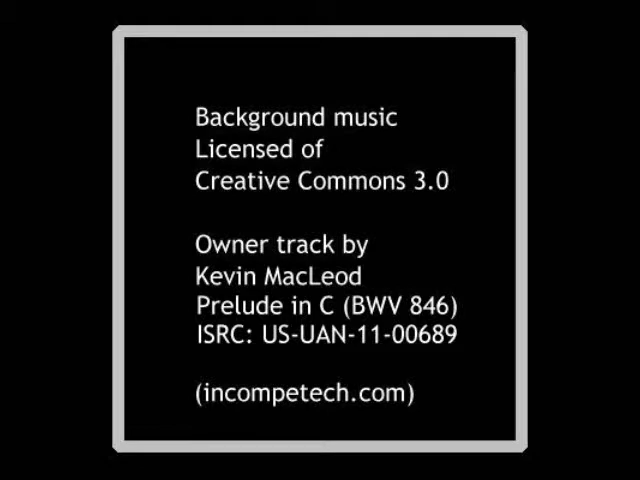 Background music
Licensed of
Creative Commons 3.0
Owner track by
Kevin MacLeod
Prelude in C (BWV 846)
ISRC: US-UAN-11-00689
(incompetech.com)